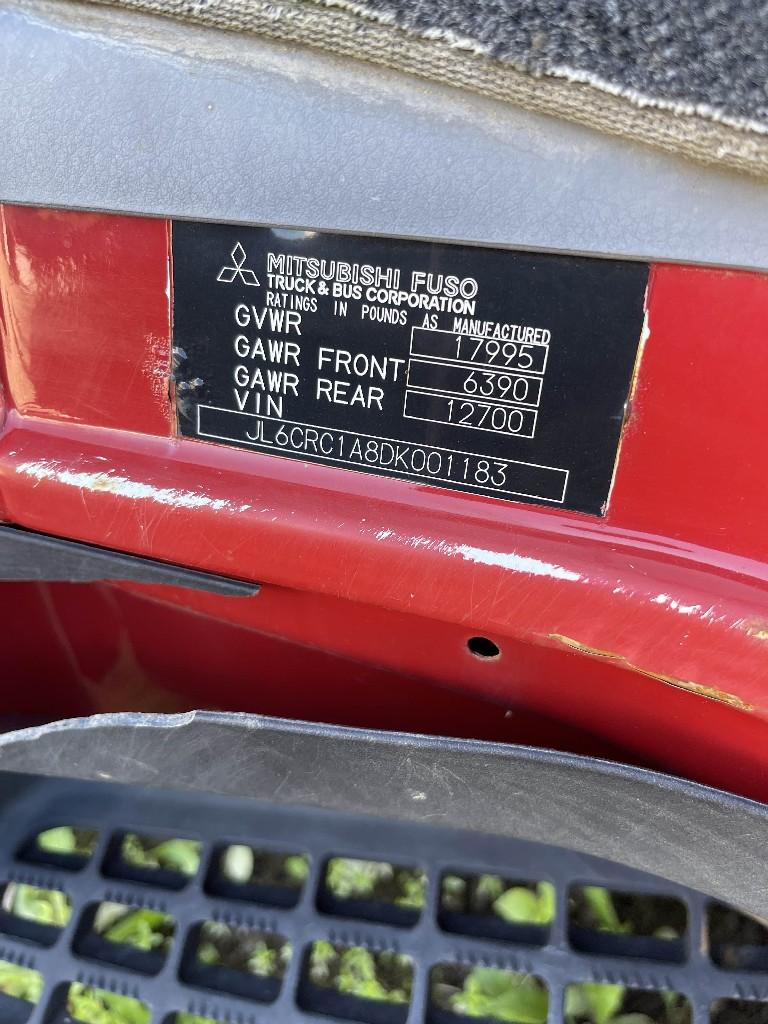 MITSUBISHI FUSO
TRUCK & BUS CORPORATION
RATINGS IN POUNDS AS MANUFACTURED
GVWR 17995
GAWR FRONT 6390
GAWR REAR 12700
VIN
JL6CRC1A8DK001183